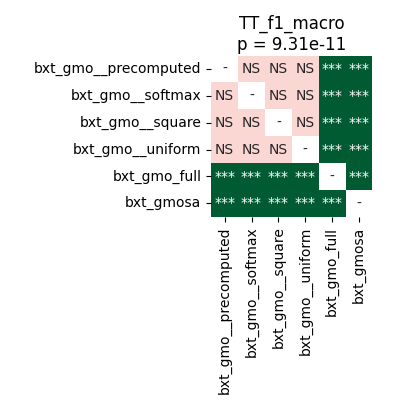 TT_f1_macro
p = 9.31e-11
bxt_gmo__precomputed - NS NS NS *** ***
bxt_gmo__softmax NS - NS NS *** ***
bxt_gmo__square NS NS - NS *** ***
bxt_gmo__uniform NS NS NS - *** ***
bxt_gmo_full *** *** *** *** - ***
bxt_gmosa *** *** *** *** *** -
bxt_gmo__precomputed
bxt_gmo__softmax
bxt_gmo__square
bxt_gmo__uniform
bxt_gmo_full
bxt_gmosa